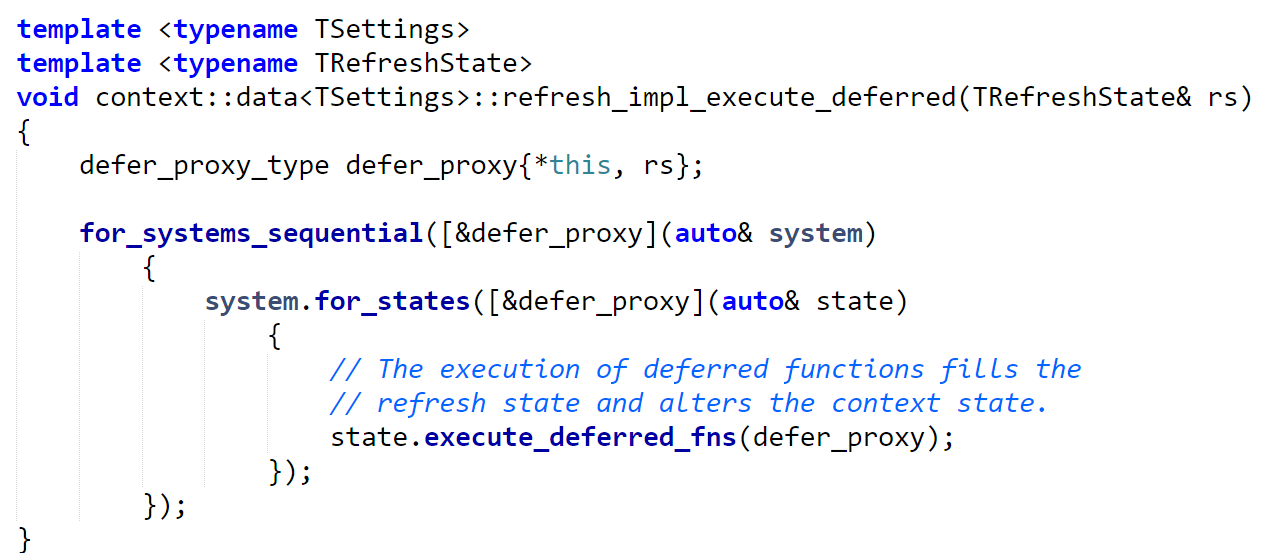 template <typename TSettings>
template <typename TRefreshState>
void context::data<TSettings>::refresh_impl_execute_deferred(TRefreshState& rs)
{
    defer_proxy_type defer_proxy{*this, rs};

    for_systems_sequential([&defer_proxy](auto& system)
        {
            system.for_states([&defer_proxy](auto& state)
                {
                    // The execution of deferred functions fills the
                    // refresh state and alters the context state.
                    state.execute_deferred_fns(defer_proxy);
                });
        });
}